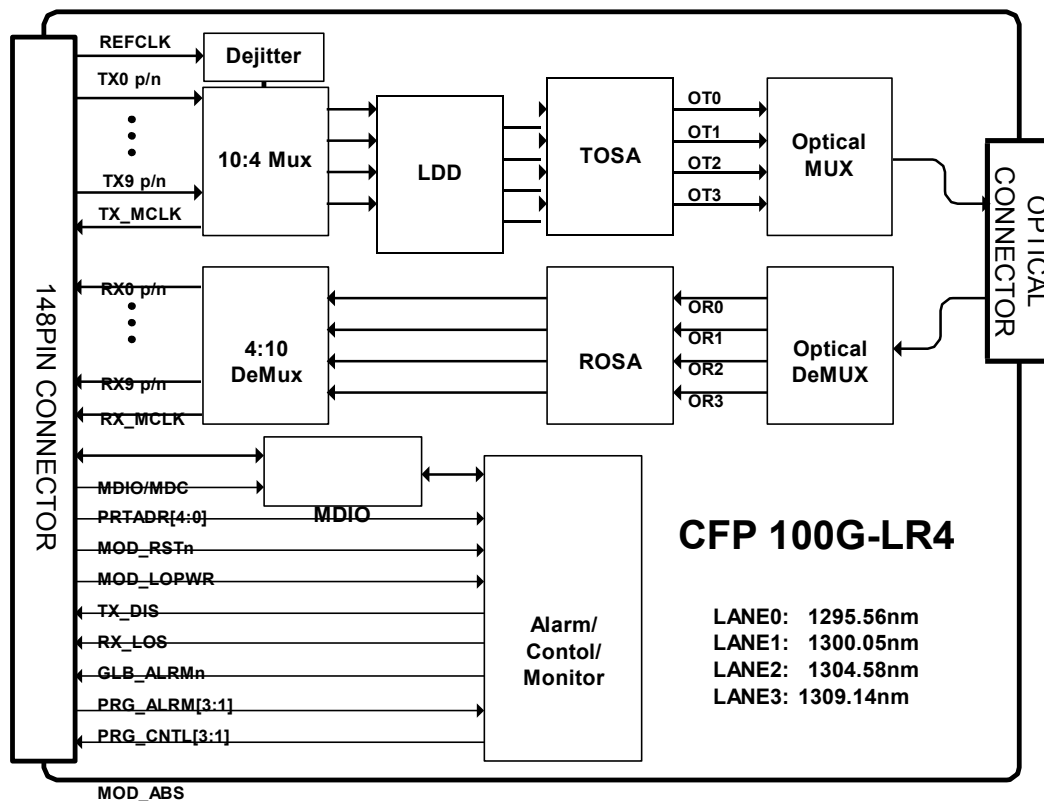 REFCLK
Dejitter
TX0 p/n
TX9 p/n
TX_MCLK
10:4 Mux
LDD
TOSA
OT0
OT1
OT2
OT3
Optical
MUX
OPTICAL
CONNECTOR
148PIN CONNECTOR
RX0 p/n
RX9 p/n
RX_MCLK
4:10
DeMux
ROSA
OR0
OR1
OR2
OR3
Optical
DeMUX
MDIO/MDC
MDIO
PRTADR[4:0]
MOD_RSTn
MOD_LOPWR
TX_DIS
RX_LOS
GLB_ALRMn
PRG_ALRM[3:1]
PRG_CNTL[3:1]
MOD_ABS
Alarm/
Contol/
Monitor
CFP 100G-LR4
LANE0: 1295.56nm
LANE1: 1300.05nm
LANE2: 1304.58nm
LANE3: 1309.14nm